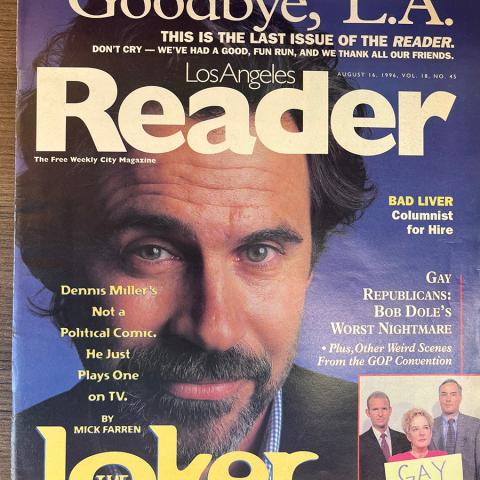 Goodbye, L.A.
THIS IS THE LAST ISSUE OF THE READER.
DON'T CRY — WE'VE HAD A GOOD, FUN RUN, AND WE THANK ALL OUR FRIENDS.
Los Angeles
AUGUST 16, 1996, VOL. 18, NO. 45
Reader
The Free Weekly City Magazine
BAD LIVER
Columnist
for Hire
GAY
REPUBLICANS:
BOB DOLE'S
WORST NIGHTMARE
• Plus, Other Weird Scenes
From the GOP Convention
Dennis Miller's
Not a
Political Comic.
He Just
Plays One
on TV.
BY
MICK FARREN
THE
Joker
GAY